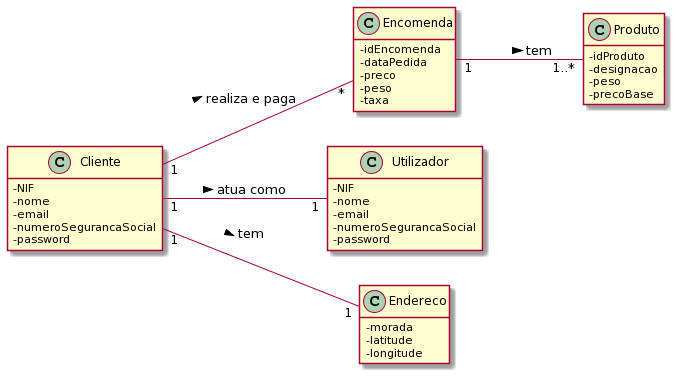 C Encomenda
-idEncomenda
-dataPedida
-preco
-peso
-taxa
C Produto
-idProduto
-designacao
-peso
-precoBase
tem
1
1..*
realiza e paga
*
1
C Cliente
-NIF
-nome
-email
-numeroSegurancaSocial
-password
C Utilizador
-NIF
-nome
-email
-numeroSegurancaSocial
-password
atua como
1
1
1
tem
1
C Endereco
-morada
-latitude
-longitude